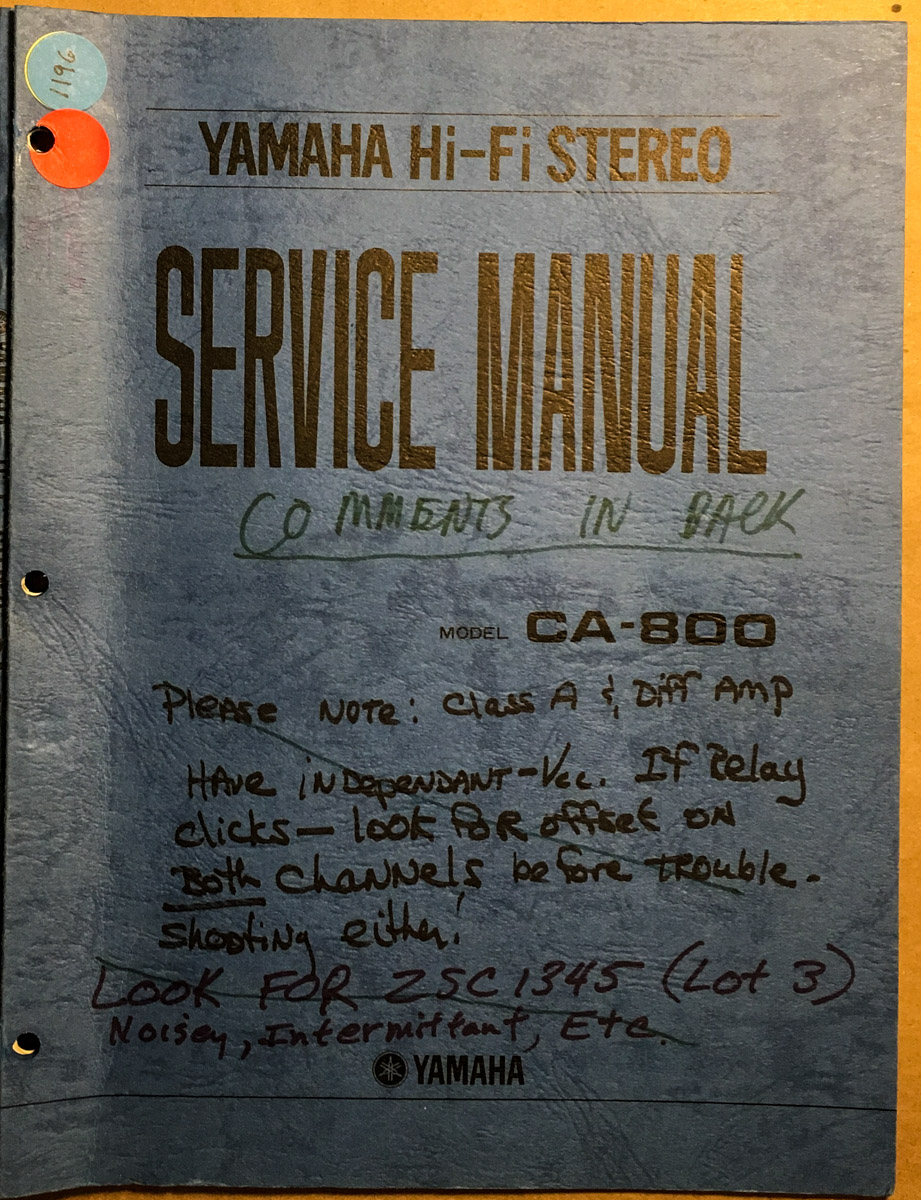 1196
YAMAHA Hi-Fi STEREO
SERVICE MANUAL
COMMENTS IN BACK
MODEL CA-800
Please Note: Class A & Diff Amp
Have independant -Vcc. If Relay
clicks — look for offset on
Both channels, before trouble-
shooting either!
LOOK FOR 2SC1345 (Lot 3)
Noisey, Intermittant, Etc.
YAMAHA